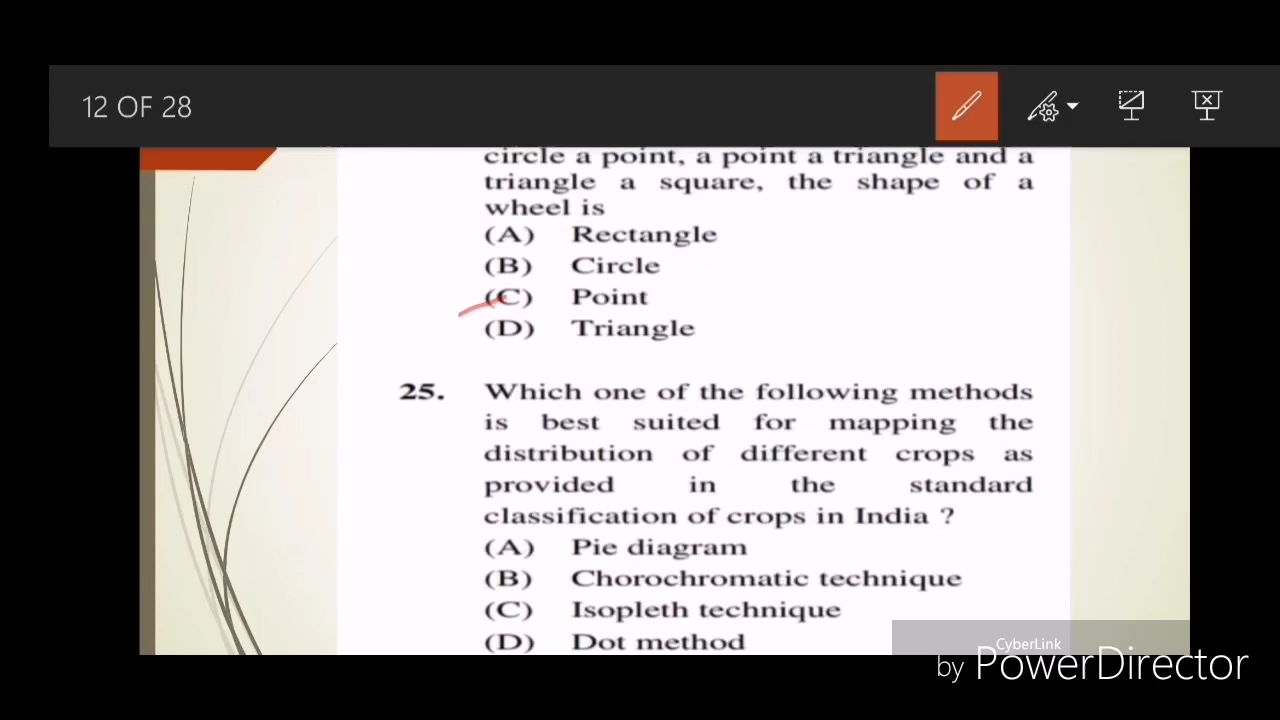 12 OF 28
circle a point, a point a triangle and a
triangle a square, the shape of a
wheel is
(A) Rectangle
(B) Circle
(C) Point
(D) Triangle
25. Which one of the following methods
is best suited for mapping the
distribution of different crops as
provided in the standard
classification of crops in India ?
(A) Pie diagram
(B) Chorochromatic technique
(C) Isopleth technique
(D) Dot method
CyberLink
by PowerDirector